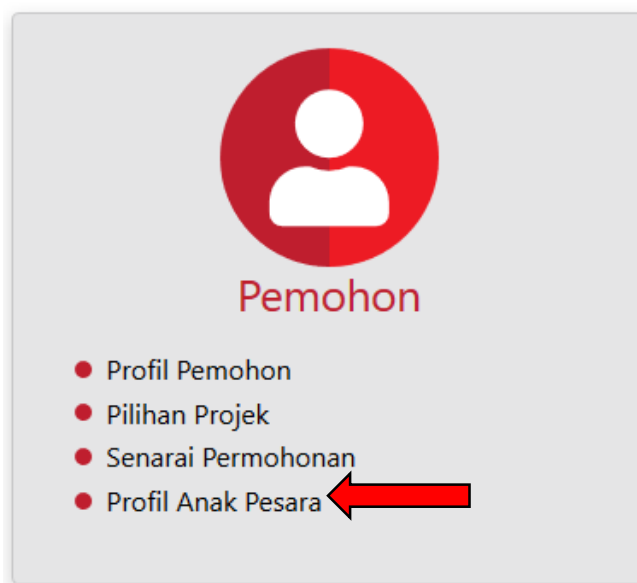 Pemohon
Profil Pemohon
Pilihan Projek
Senarai Permohonan
Profil Anak Pesara